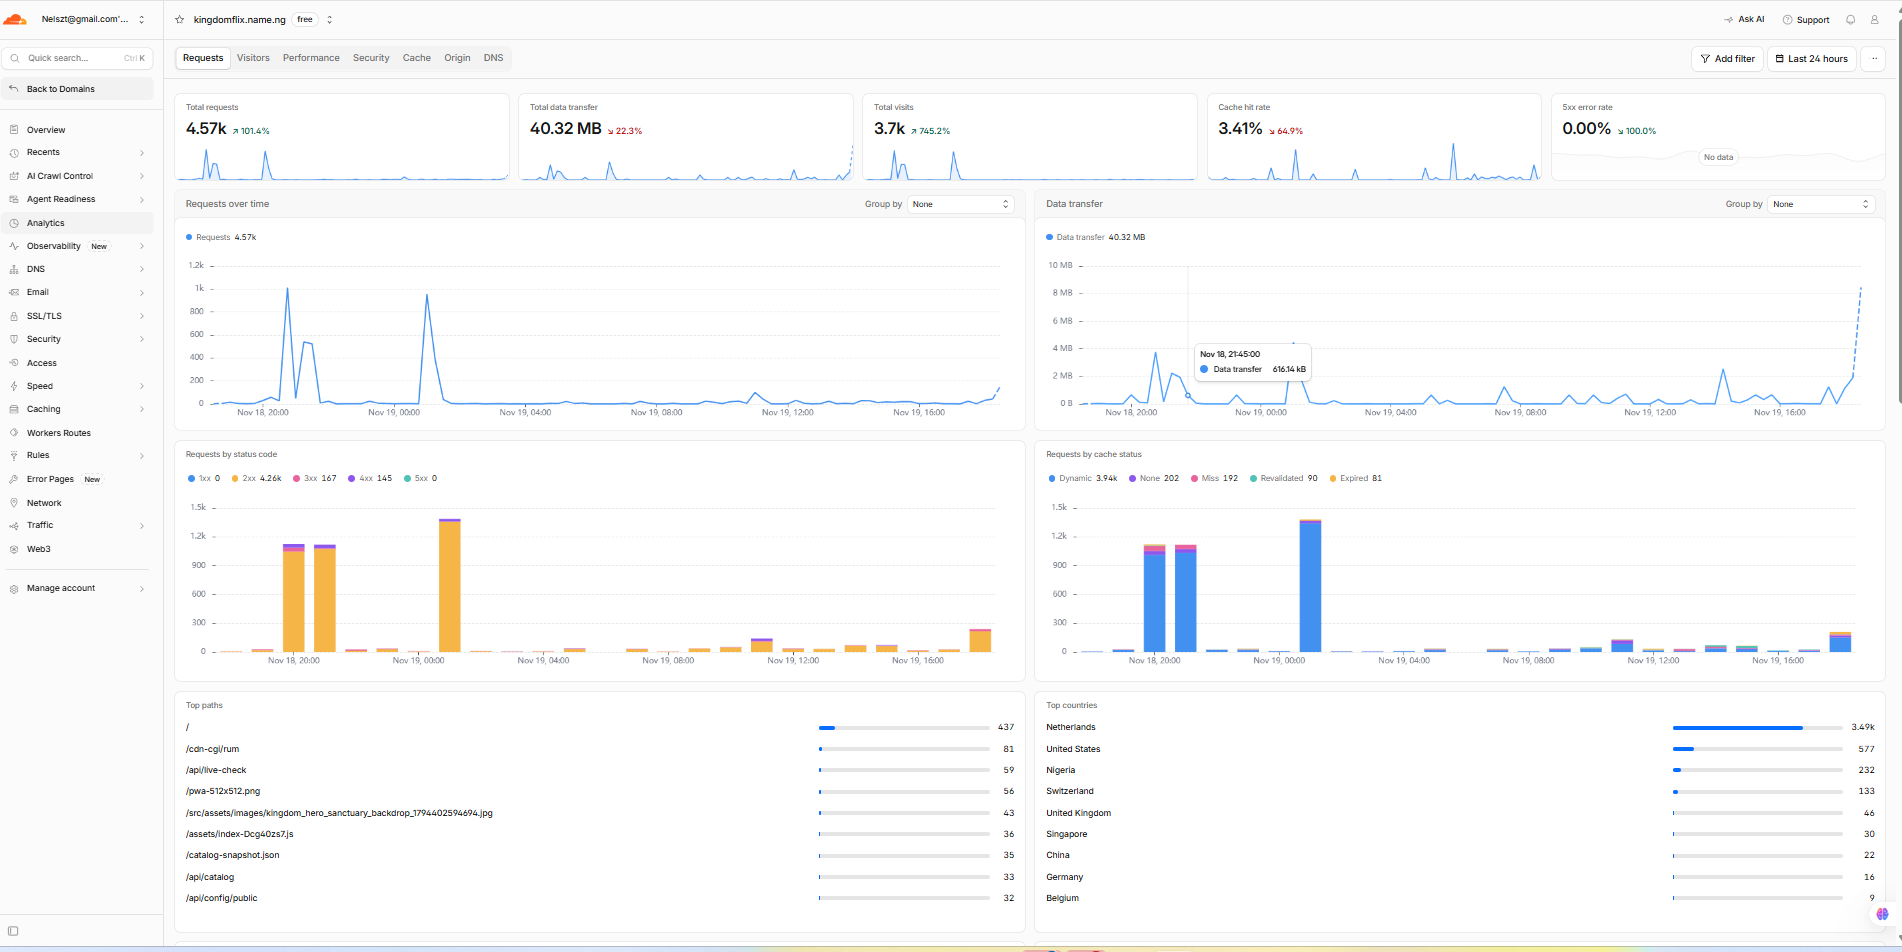 Nelszt@gmail.com'...
kingdomflix.name.ng free
Ask AI Support
Quick search... Ctrl K
Back to Domains
Overview
Recents
AI Crawl Control
Agent Readiness
Analytics
Observability New
DNS
Email
SSL/TLS
Security
Access
Speed
Caching
Workers Routes
Rules
Error Pages New
Network
Traffic
Web3
Manage account
Requests Visitors Performance Security Cache Origin DNS
Add filter Last 24 hours
Total requests
4.57k 101.4%
Total data transfer
40.32 MB 22.3%
Total visits
3.7k 745.2%
Cache hit rate
3.41% 64.9%
5xx error rate
0.00% 100.0%
No data
Requests over time Group by None
Requests 4.57k
1.2k
1k
800
600
400
200
0
Nov 18, 20:00 Nov 19, 00:00 Nov 19, 04:00 Nov 19, 08:00 Nov 19, 12:00 Nov 19, 16:00
Data transfer Group by None
Data transfer 40.32 MB
10 MB
8 MB
6 MB
4 MB
2 MB
0 B
Nov 18, 21:45:00
Data transfer 616.14 kB
Nov 18, 20:00 Nov 19, 00:00 Nov 19, 04:00 Nov 19, 08:00 Nov 19, 12:00 Nov 19, 16:00
Requests by status code
1xx 0 2xx 4.26k 3xx 167 4xx 145 5xx 0
1.5k
1.2k
900
600
300
0
Nov 18, 20:00 Nov 19, 00:00 Nov 19, 04:00 Nov 19, 08:00 Nov 19, 12:00 Nov 19, 16:00
Requests by cache status
Dynamic 3.94k None 202 Miss 192 Revalidated 90 Expired 81
1.5k
1.2k
900
600
300
0
Nov 18, 20:00 Nov 19, 00:00 Nov 19, 04:00 Nov 19, 08:00 Nov 19, 12:00 Nov 19, 16:00
Top paths
/ 437
/cdn-cgi/rum 81
/api/live-check 59
/pwa-512x512.png 56
/src/assets/images/kingdom_hero_sanctuary_backdrop_1794402594694.jpg 43
/assets/index-Dcg40zs7.js 36
/catalog-snapshot.json 35
/api/catalog 33
/api/config/public 32
Top countries
Netherlands 3.49k
United States 577
Nigeria 232
Switzerland 133
United Kingdom 46
Singapore 30
China 22
Germany 16
Belgium 9